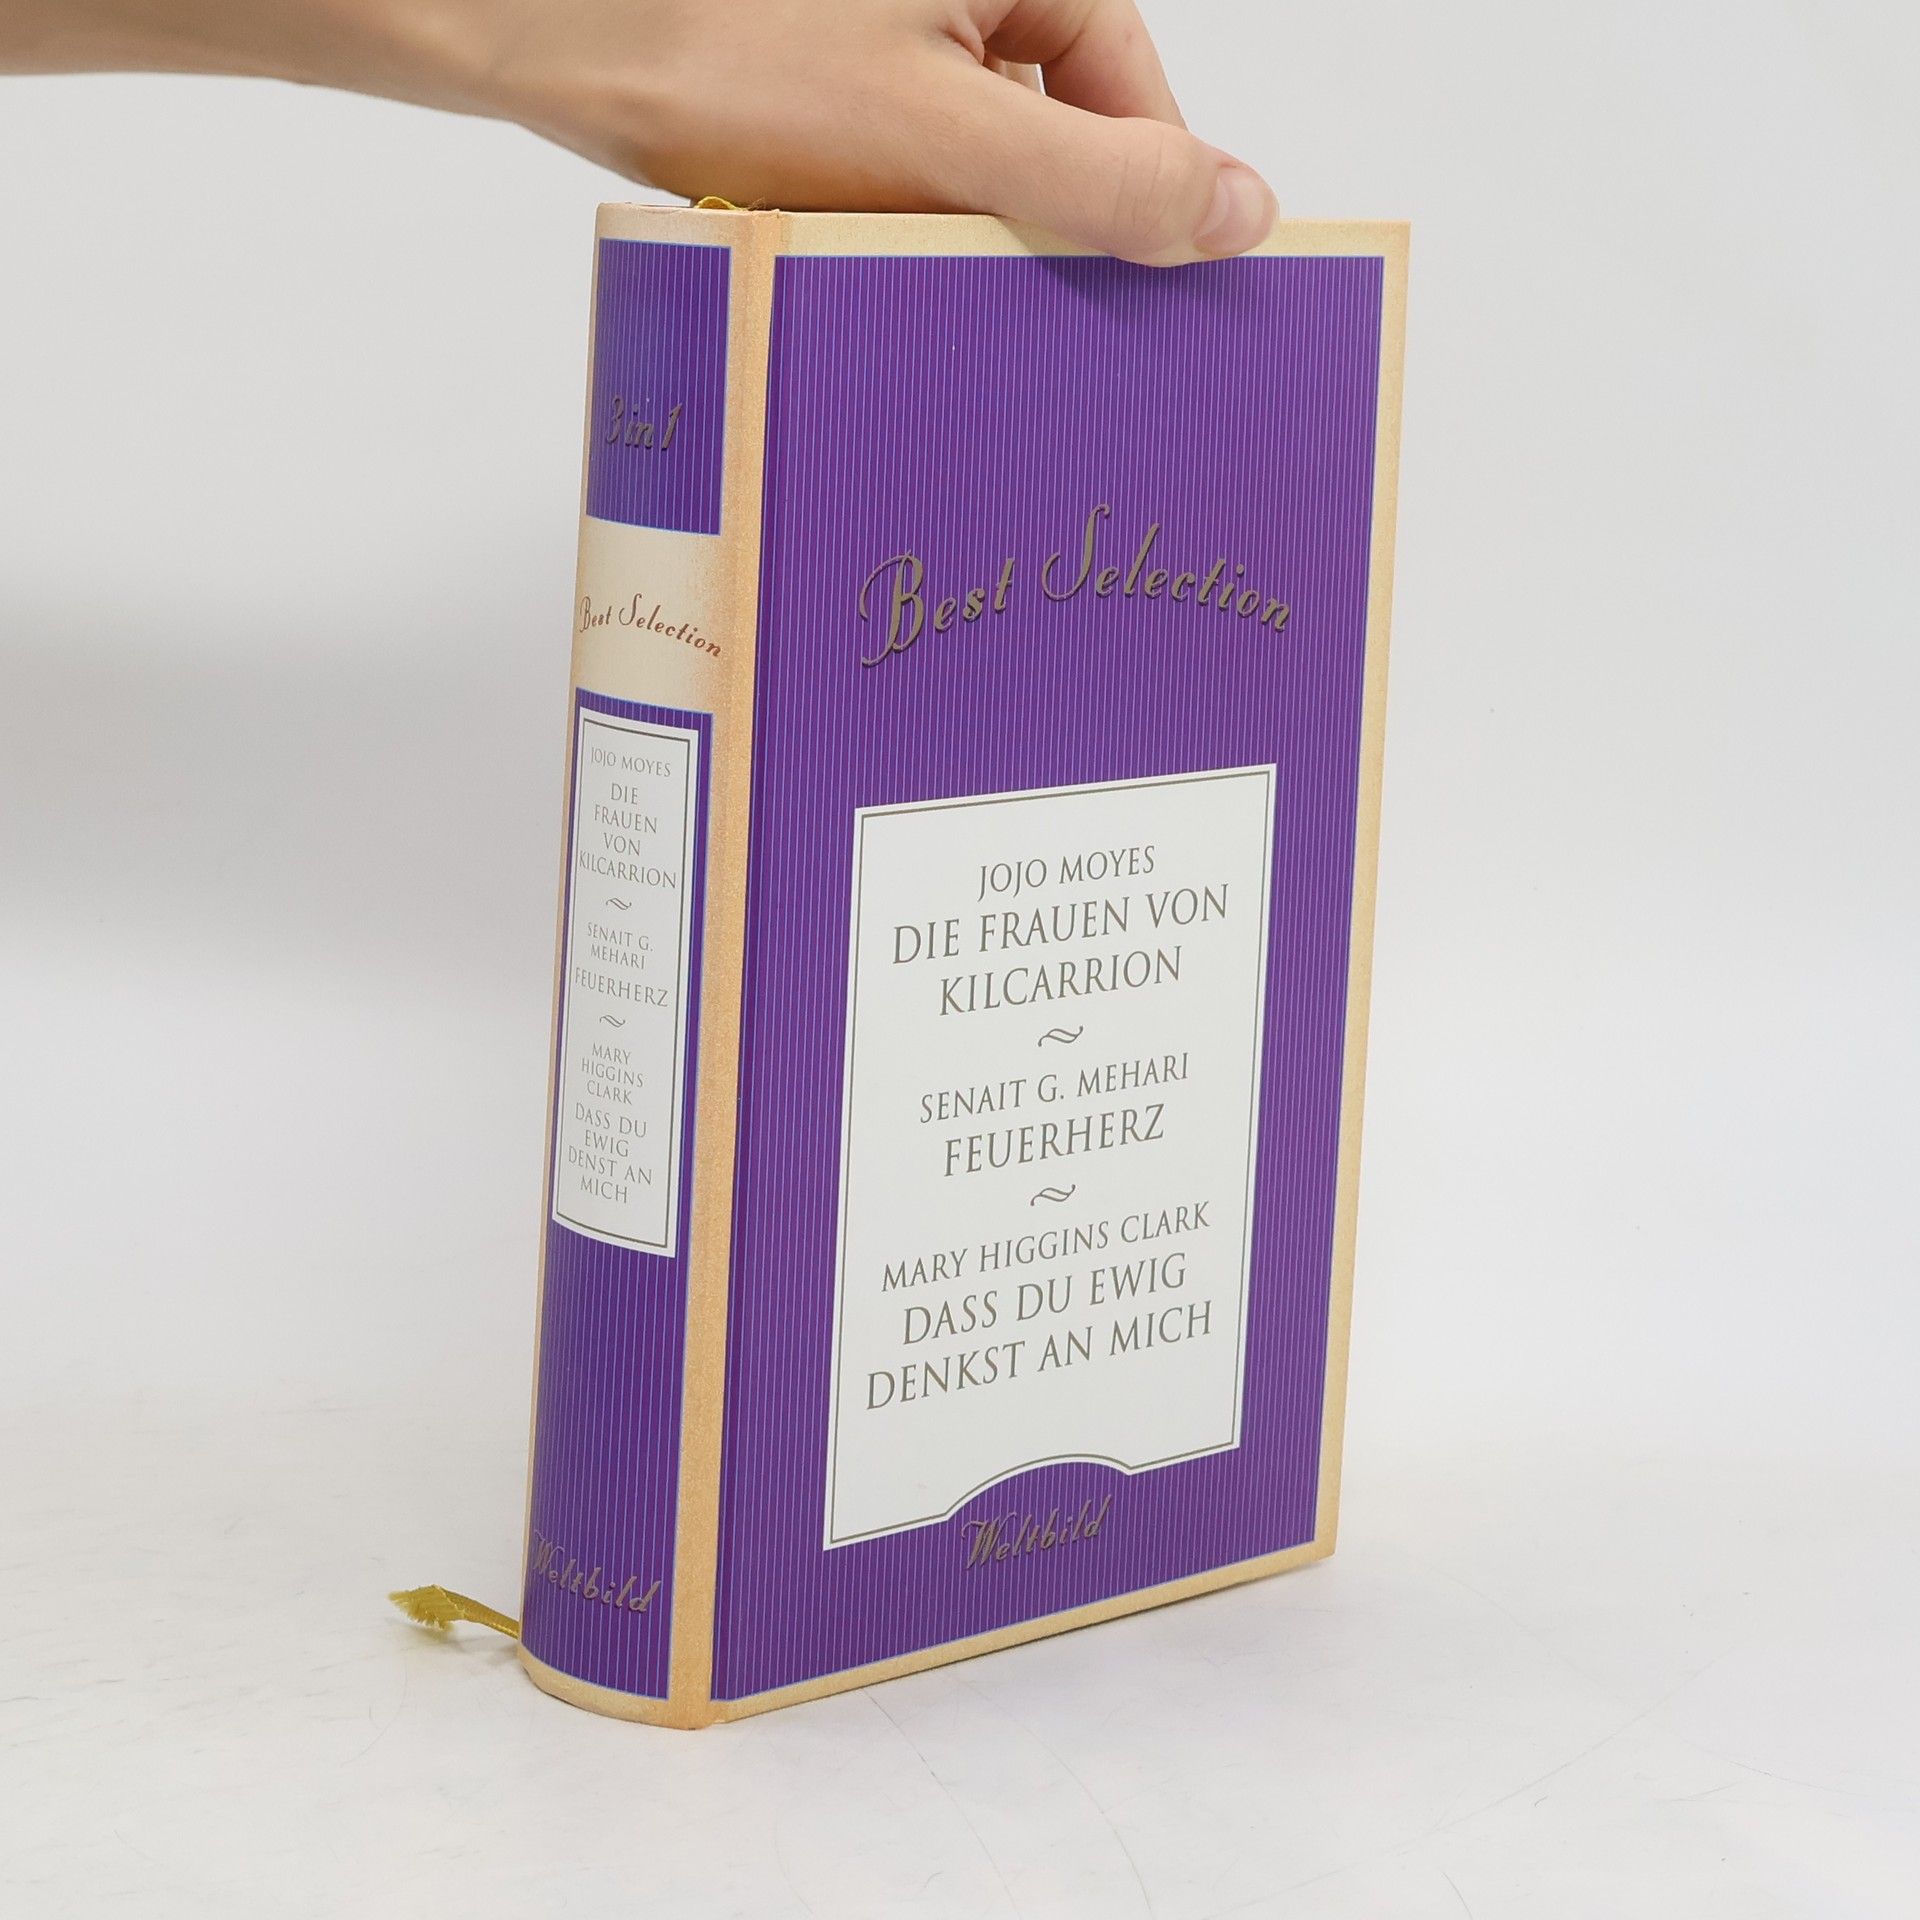 3 in 1
Best Selection
JOJO MOYES
DIE
FRAUEN
VON
KILCARRION
SENAIT G.
MEHARI
FEUERHERZ
MARY
HIGGINS
CLARK
DASS DU
EWIG
DENST AN
MICH
Weltbild
Best Selection
JOJO MOYES
DIE FRAUEN VON
KILCARRION
SENAIT G. MEHARI
FEUERHERZ
MARY HIGGINS CLARK
DASS DU EWIG
DENKST AN MICH
Weltbild